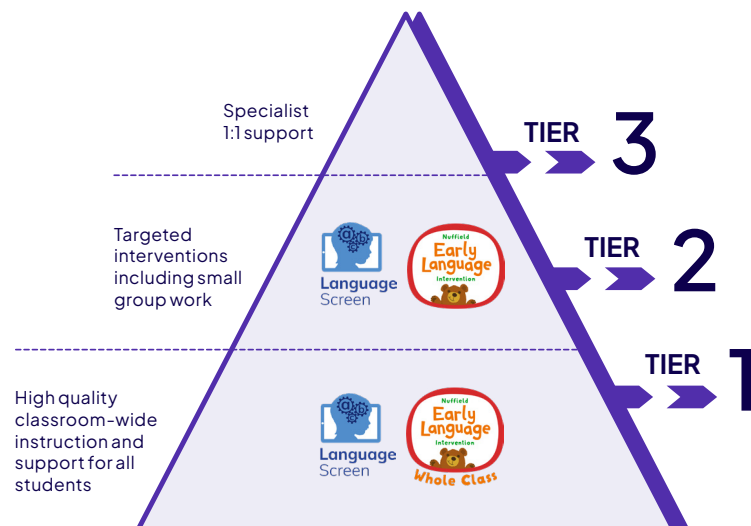 Specialist
1:1 support
TIER 3
Targeted
interventions
including small
group work
Language
Screen
Nuffield
Early
Language
Intervention
TIER 2
High quality
classroom-wide
instruction and
support for all
students
Language
Screen
Nuffield
Early
Language
Intervention
Whole Class
TIER 1